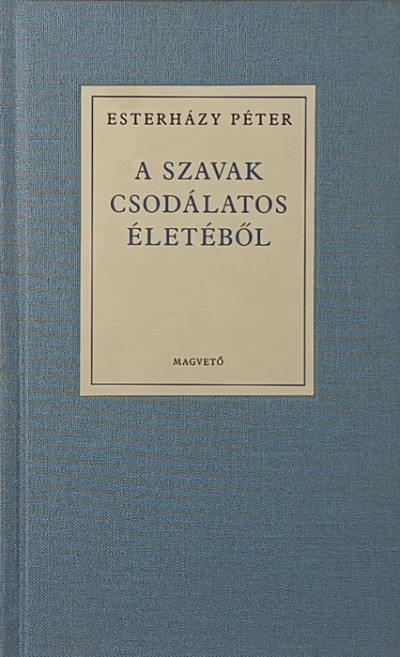 ESTERHÁZY PÉTER
A SZAVAK
CSODÁLATOS
ÉLETÉBŐL
MAGVETŐ